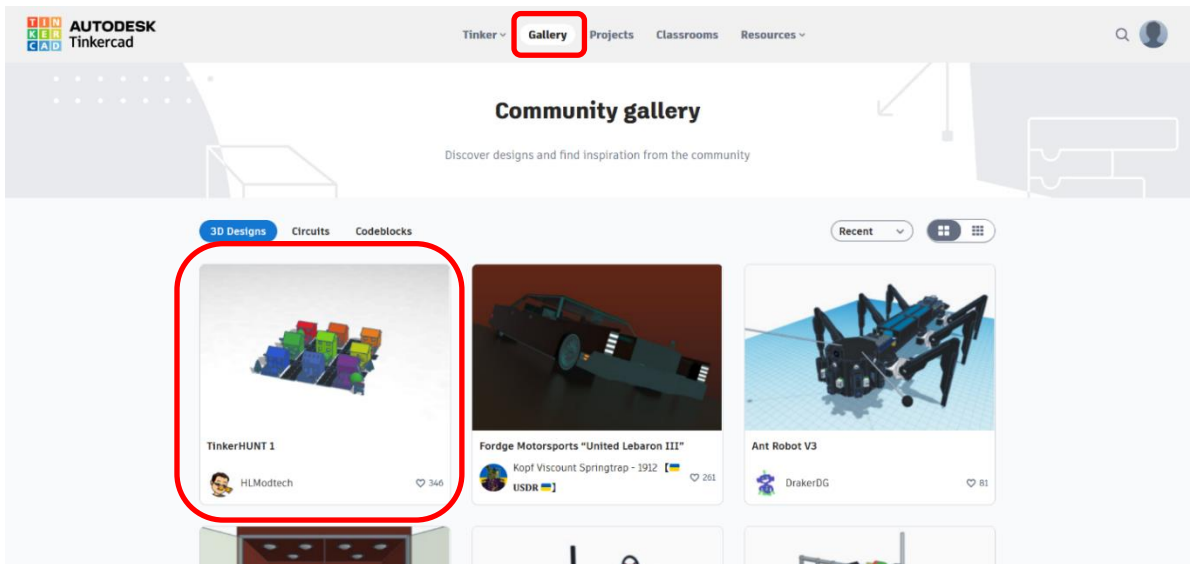 TIN
KER
CAD
AUTODESK
Tinkercad
Tinker Gallery Projects Classrooms Resources
Community gallery
Discover designs and find inspiration from the community
3D Designs Circuits Codeblocks Recent
TinkerHUNT 1
HLModtech 346
Fordge Motorsports “United Lebaron III”
Kopf Viscount Springtrap - 1912 【🇺🇦
USDR 🇺🇦】 261
Ant Robot V3
DrakerDG 81